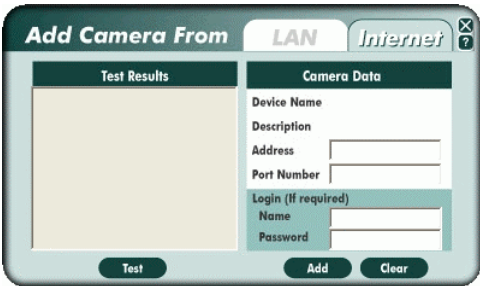 Add Camera From LAN Internet X
?
Test Results
Camera Data
Device Name
Description
Address
Port Number
Login (If required)
Name
Password
Test Add Clear